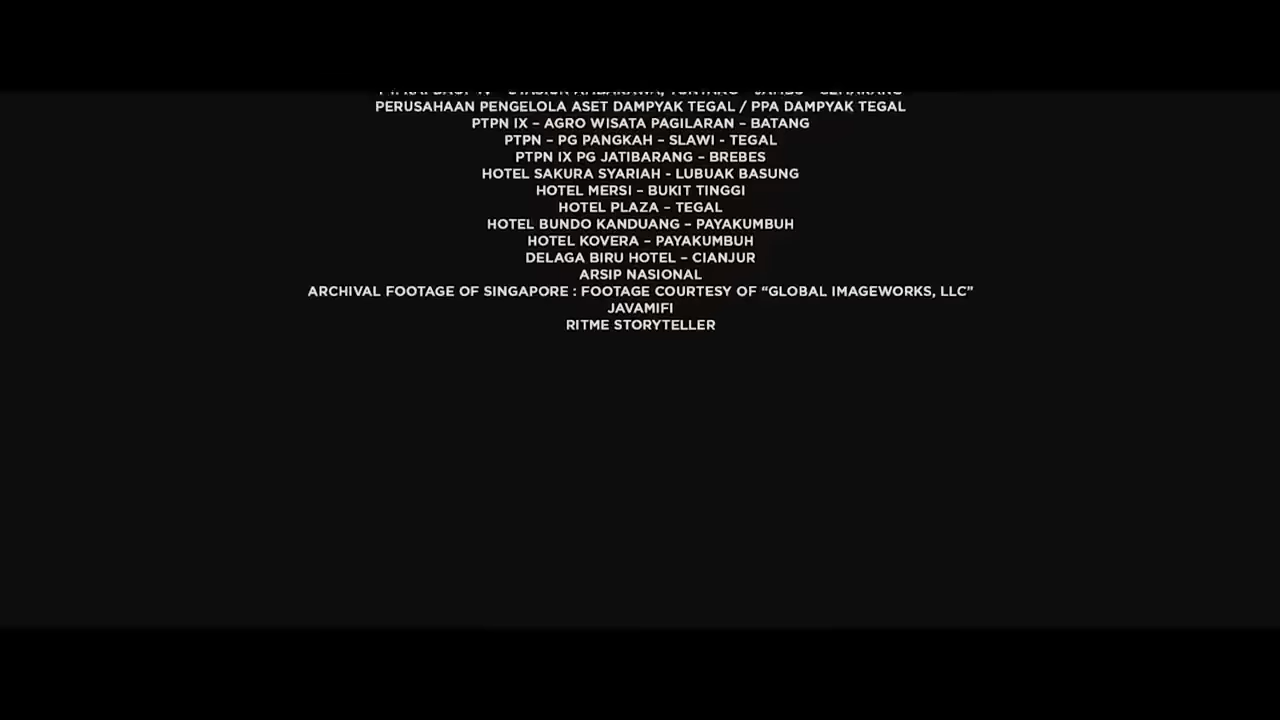 PERUSAHAAN PENGELOLA ASET DAMPYAK TEGAL / PPA DAMPYAK TEGAL
PTPN IX – AGRO WISATA PAGILARAN – BATANG
PTPN – PG PANGKAH – SLAWI - TEGAL
PTPN IX PG JATIBARANG – BREBES
HOTEL SAKURA SYARIAH - LUBUAK BASUNG
HOTEL MERSI – BUKIT TINGGI
HOTEL PLAZA – TEGAL
HOTEL BUNDO KANDUANG – PAYAKUMBUH
HOTEL KOVERA – PAYAKUMBUH
DELAGA BIRU HOTEL – CIANJUR
ARSIP NASIONAL
ARCHIVAL FOOTAGE OF SINGAPORE : FOOTAGE COURTESY OF “GLOBAL IMAGEWORKS, LLC”
JAVAMIFI
RITME STORYTELLER